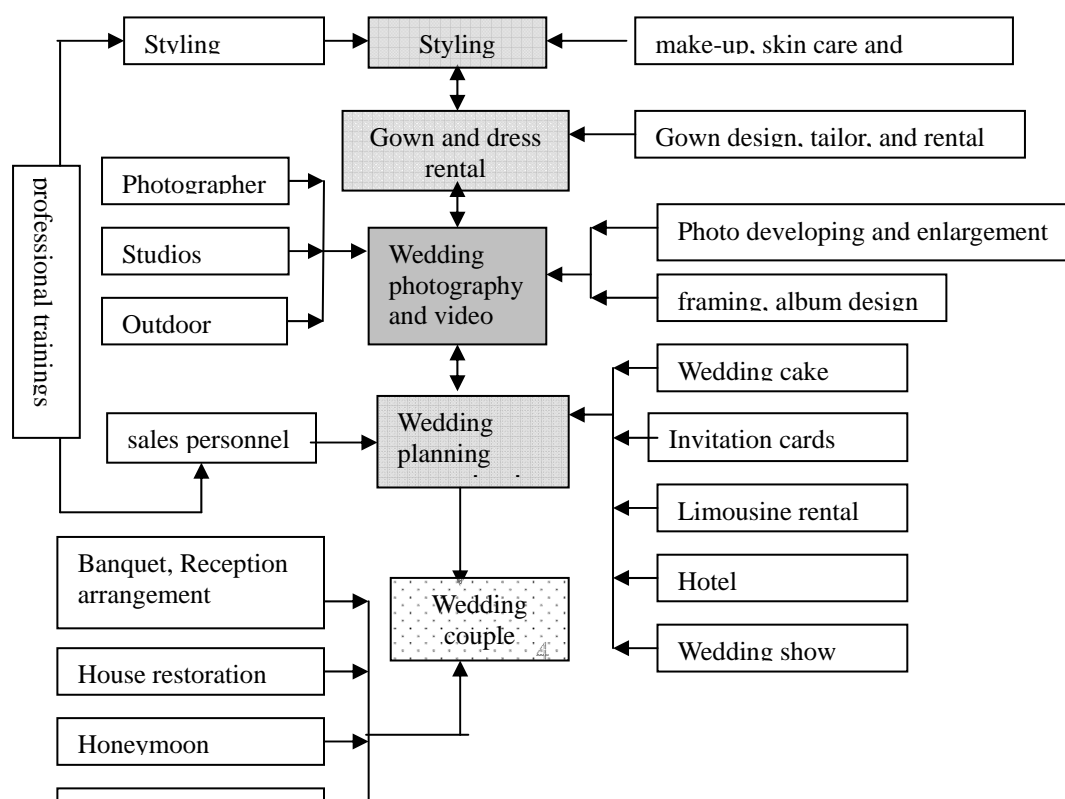 Styling
Styling
make-up, skin care and
Gown and dress
rental
Gown design, tailor, and rental
professional trainings
Photographer
Studios
Outdoor
Wedding
photography
and video
Photo developing and enlargement
framing, album design
Wedding cake
sales personnel
Wedding
planning
Invitation cards
Limousine rental
Banquet, Reception
arrangement
Wedding
couple
4
Hotel
House restoration
Wedding show
Honeymoon